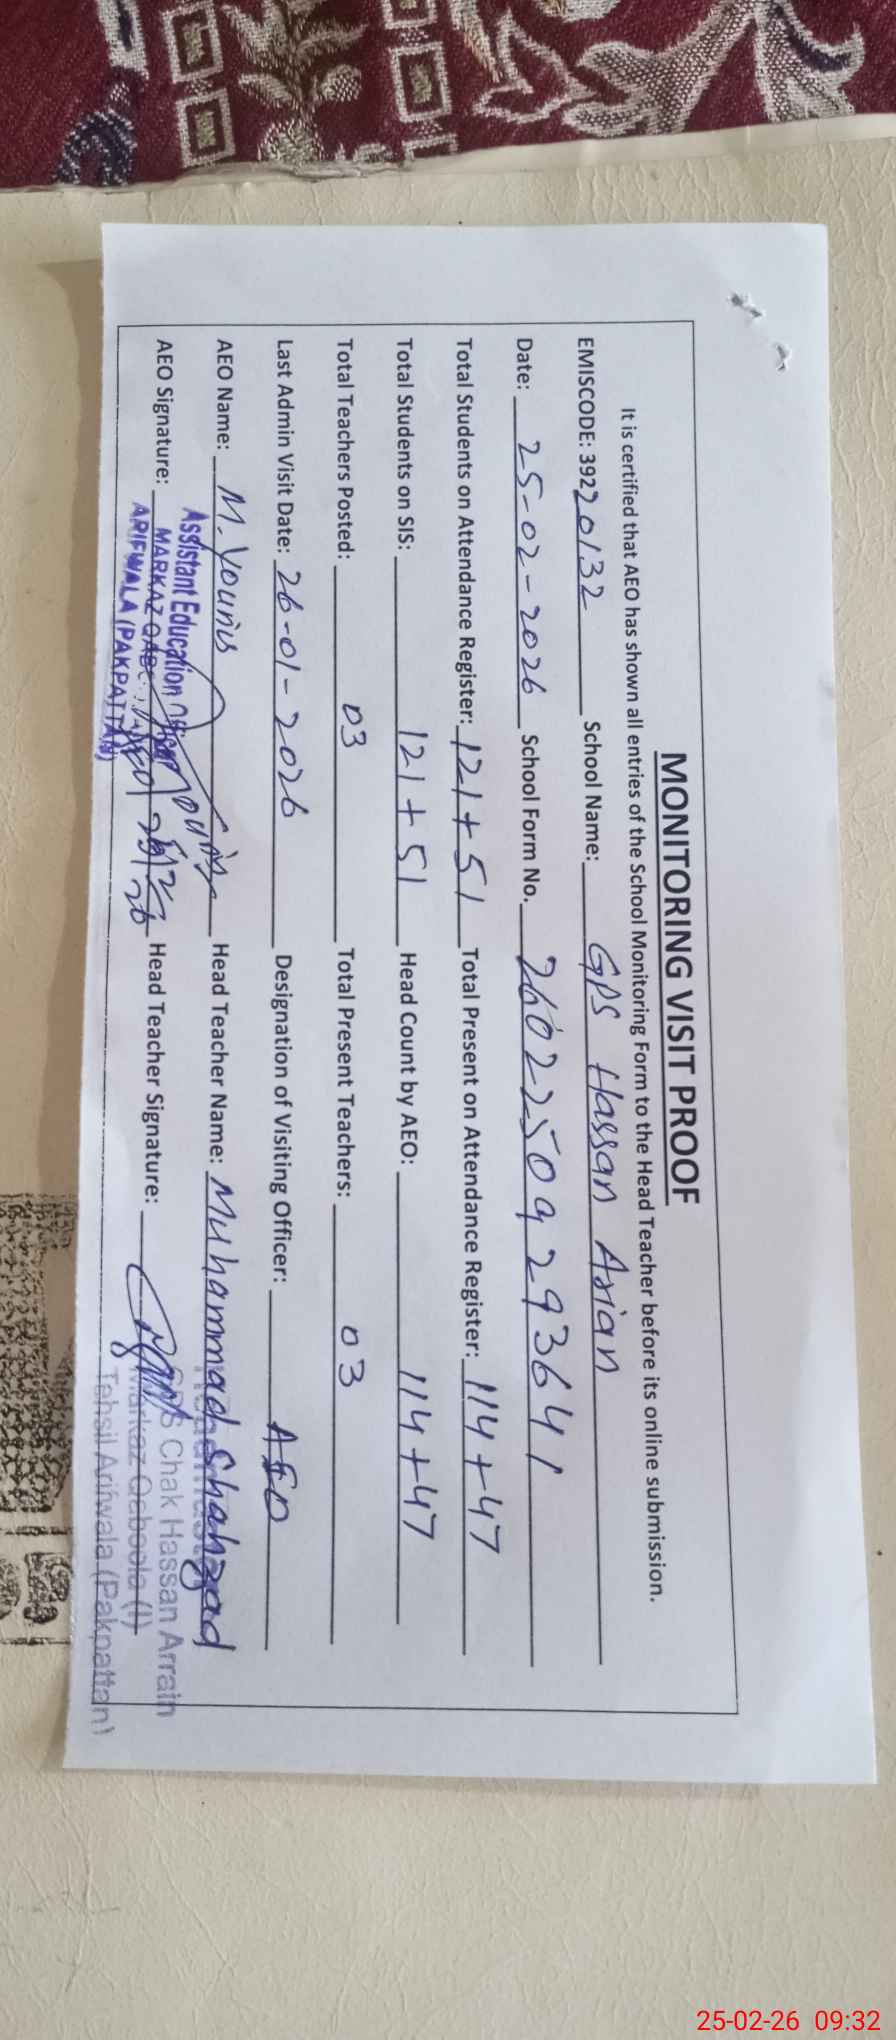 MONITORING VISIT PROOF
It is certified that AEO has shown all entries of the School Monitoring Form to the Head Teacher before its online submission.
EMISCODE: 39220132 School Name: GPS Hassan Arian
Date: 25-02-2026 School Form No. 26022509293641
Total Students on Attendance Register: 121+51 Total Present on Attendance Register: 114+47
Total Students on SIS: 121+51 Head Count by AEO: 114+47
Total Teachers Posted: 03 Total Present Teachers: 03
Last Admin Visit Date: 26-01-2026 Designation of Visiting Officer: AEO
AEO Name: M. Younis Head Teacher Name: Muhammad Shahzad
AEO Signature: Head Teacher Signature:
Assistant Education Officer
MARKAZ
ARIFWALA (PAKPATTAN)
Chak Hassan Arrain
Markaz Qaboola (I)
Tehsil Arifwala (Pakpattan)
25-02-26 09:32